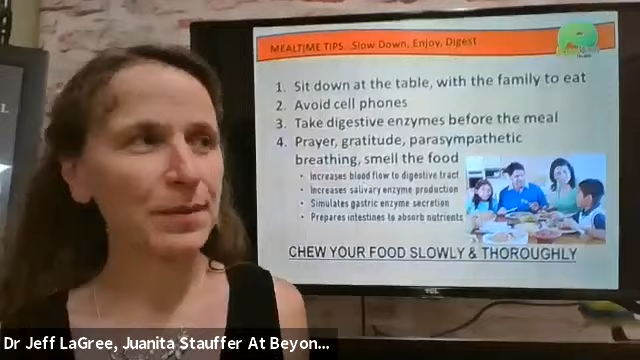 MEALTIME TIPS...Slow Down, Enjoy, Digest
1. Sit down at the table, with the family to eat
2. Avoid cell phones
3. Take digestive enzymes before the meal
4. Prayer, gratitude, parasympathetic
breathing, smell the food
• Increases blood flow to digestive tract
• Increases salivary enzyme production
• Simulates gastric enzyme secretion
• Prepares intestines to absorb nutrients
CHEW YOUR FOOD SLOWLY & THOROUGHLY
TCL
L
Dr Jeff LaGree, Juanita Stauffer At Beyon...